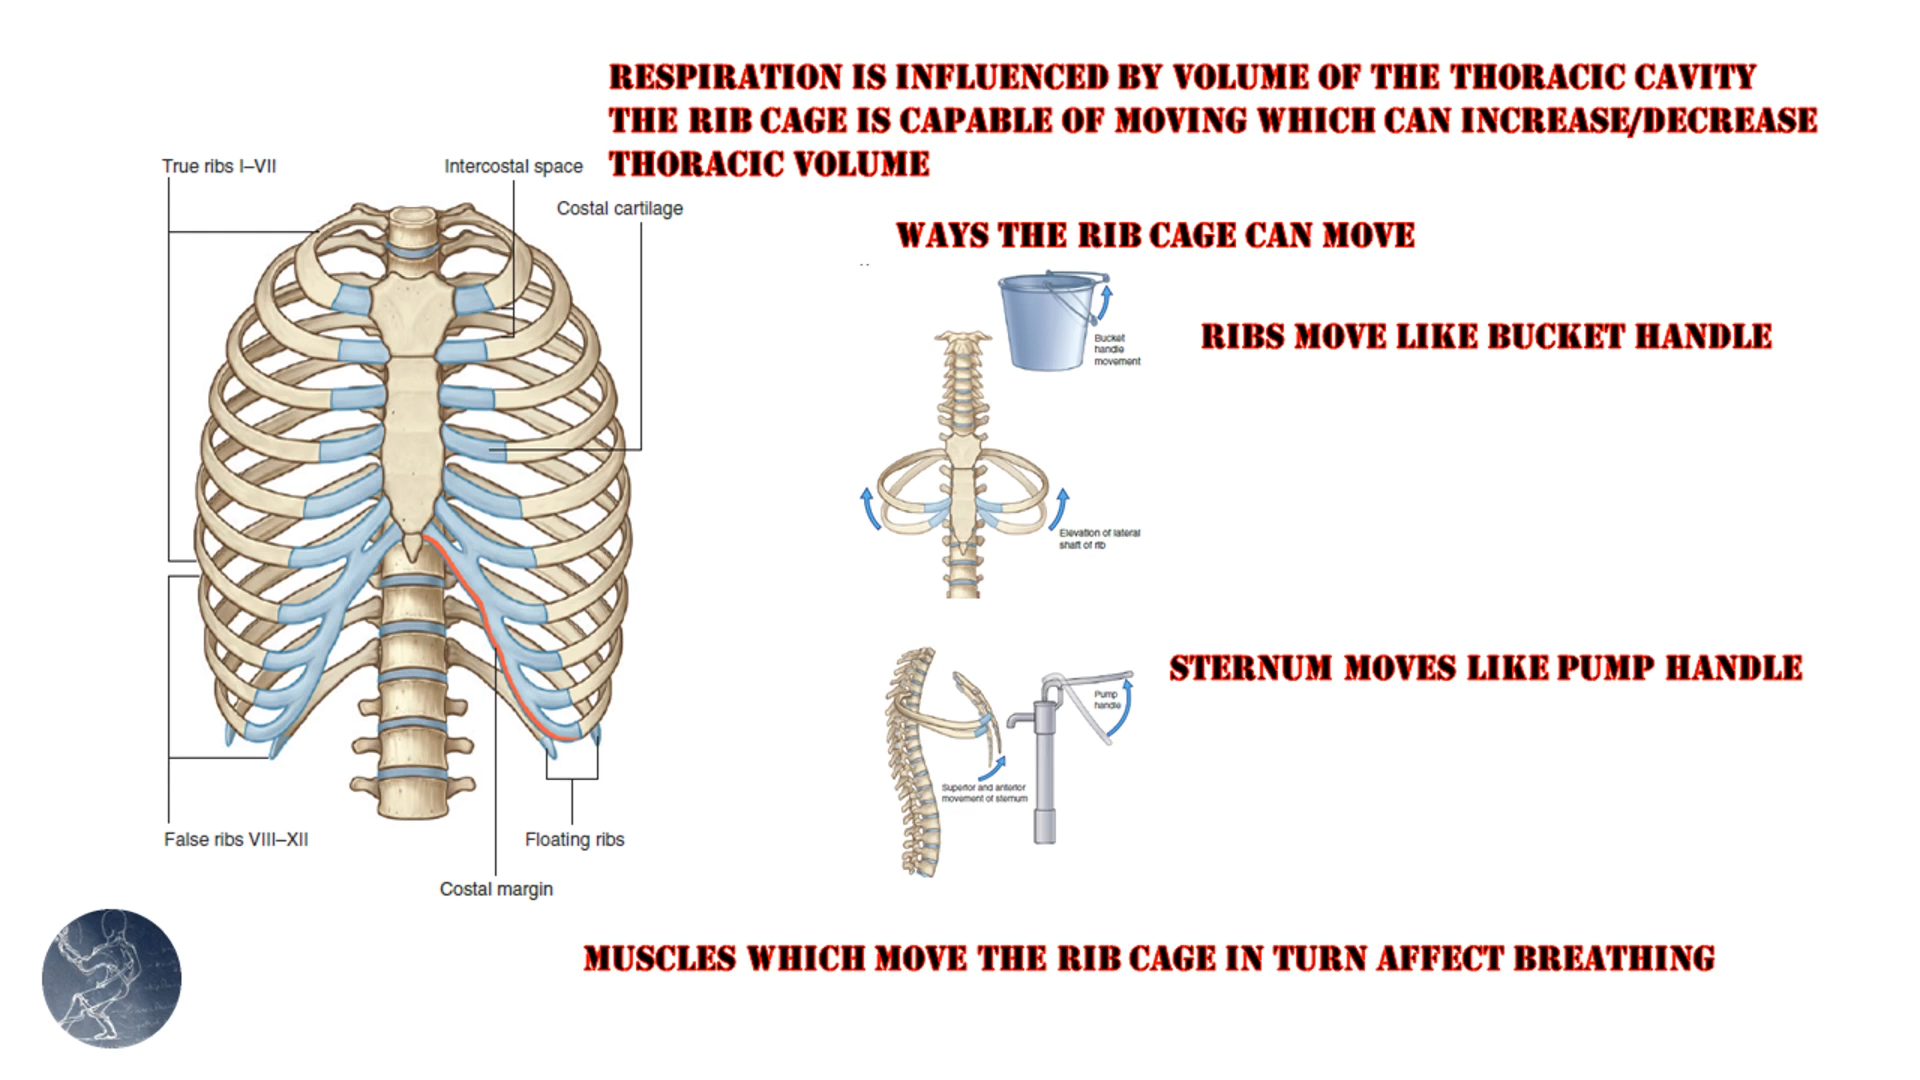 RESPIRATION IS INFLUENCED BY VOLUME OF THE THORACIC CAVITY
THE RIB CAGE IS CAPABLE OF MOVING WHICH CAN INCREASE/DECREASE
THORACIC VOLUME
True ribs I–VII
Intercostal space
Costal cartilage
WAYS THE RIB CAGE CAN MOVE
RIBS MOVE LIKE BUCKET HANDLE
Bucket
handle
movement
Elevation of lateral
shaft of rib
STERNUM MOVES LIKE PUMP HANDLE
Pump
handle
Superior and anterior
movement of sternum
False ribs VIII–XII
Floating ribs
Costal margin
MUSCLES WHICH MOVE THE RIB CAGE IN TURN AFFECT BREATHING